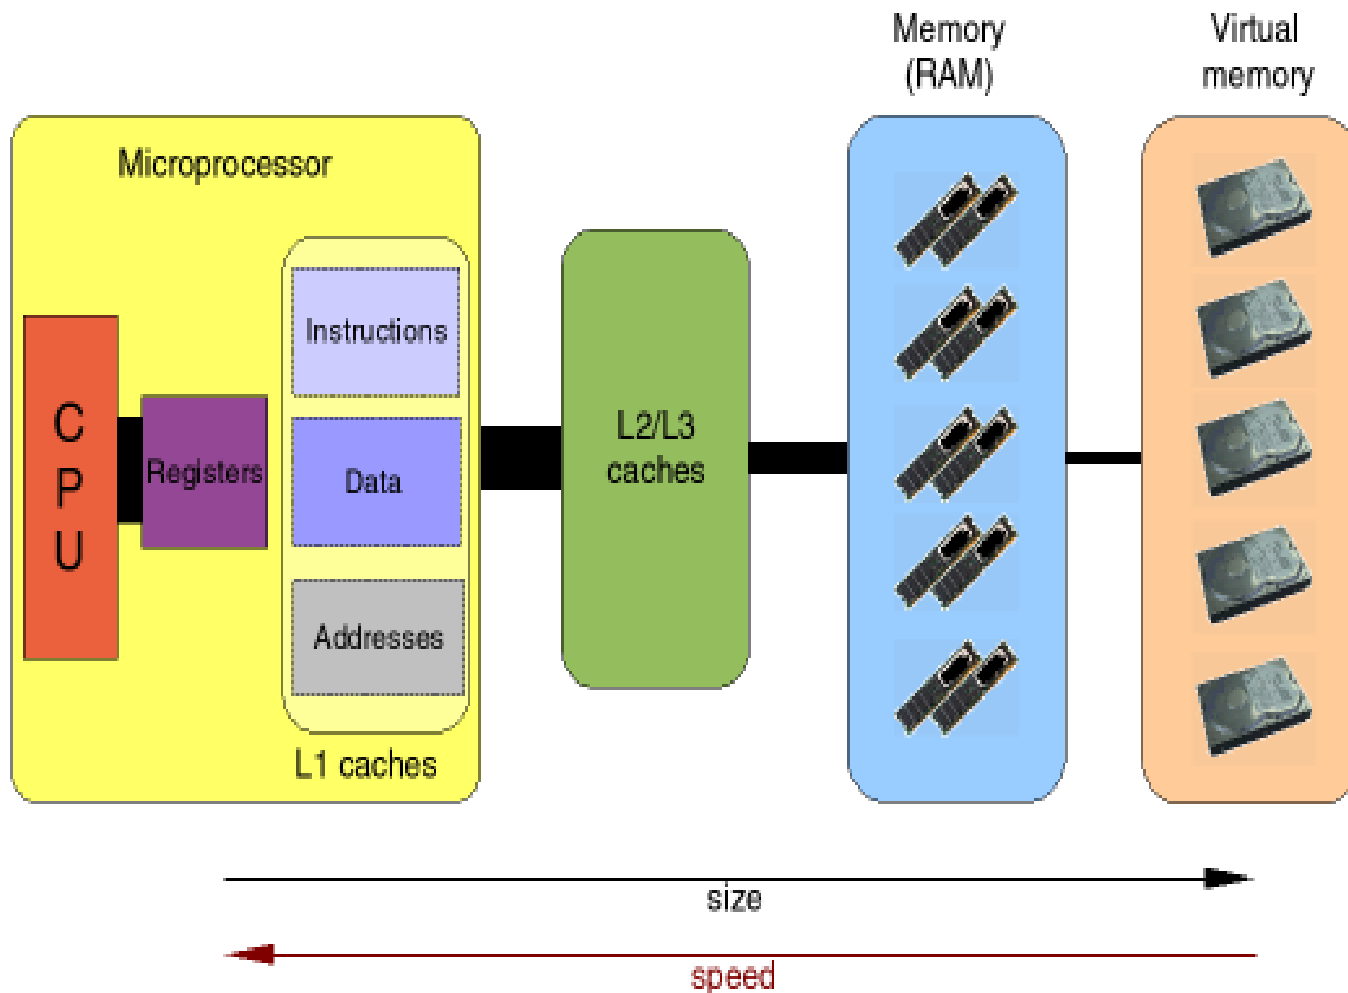 Memory
(RAM)
Virtual
memory
Microprocessor
C
P
U
Registers
Instructions
Data
Addresses
L1 caches
L2/L3
caches
size
speed